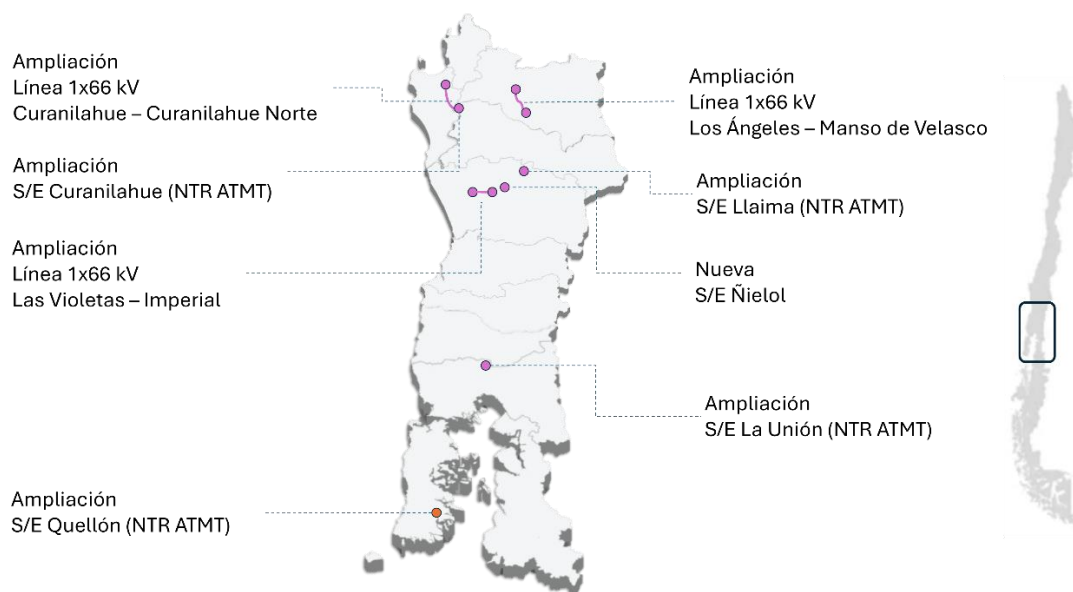 Ampliación
Línea 1x66 kV
Curanilahue – Curanilahue Norte
Ampliación
S/E Curanilahue (NTR ATMT)
Ampliación
Línea 1x66 kV
Las Violetas – Imperial
Ampliación
S/E Quellón (NTR ATMT)
Ampliación
Línea 1x66 kV
Los Ángeles – Manso de Velasco
Ampliación
S/E Llaima (NTR ATMT)
Nueva
S/E Ñielol
Ampliación
S/E La Unión (NTR ATMT)